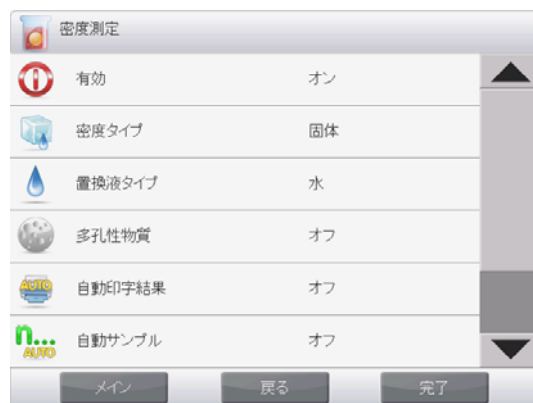 密度測定
有効 オン
密度タイプ 固体
置換液タイプ 水
多孔性物質 オフ
AUTO 自動印字結果 オフ
n... AUTO 自動サンプル オフ
メイン 戻る 完了